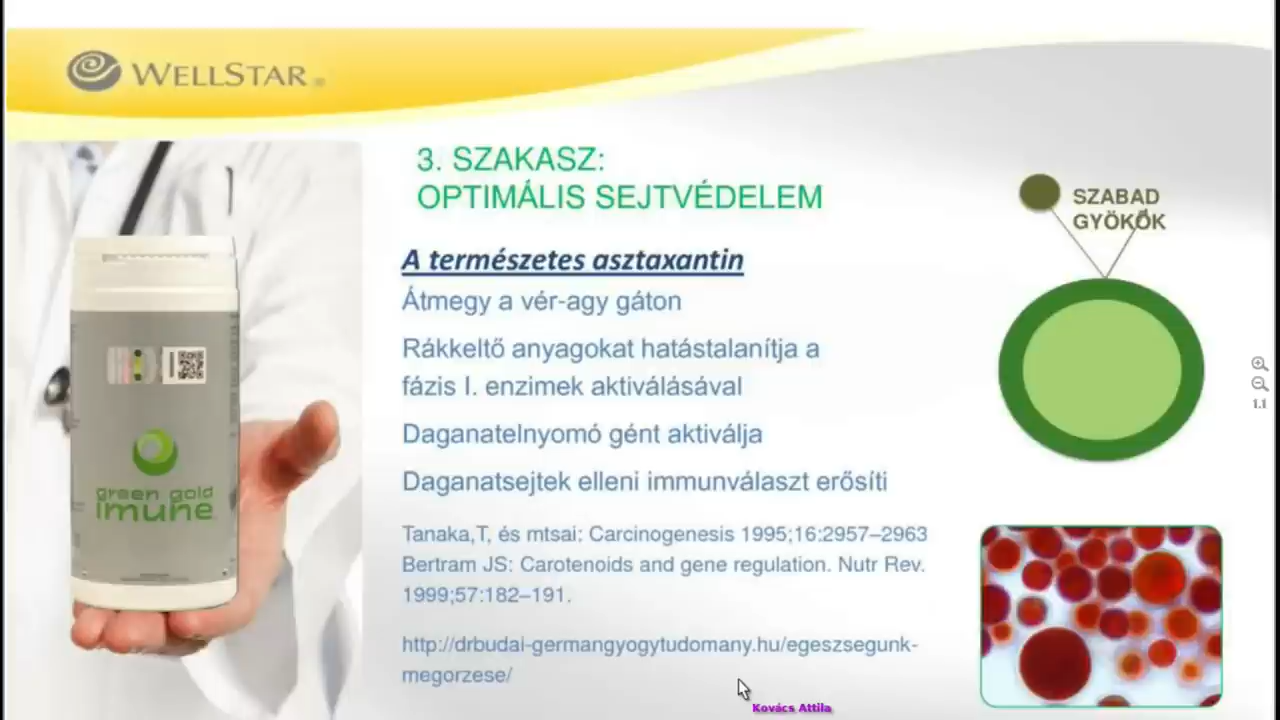 WELLSTAR
3. SZAKASZ:
OPTIMÁLIS SEJTVÉDELEM
SZABAD
GYÖKÖK
A természetes asztaxantin
Átmegy a vér-agy gáton
Rákkeltő anyagokat hatástalanítja a
fázis I. enzimek aktiválásával
Daganatelnyomó gént aktiválja
Daganatsejtek elleni immunválaszt erősíti
Tanaka,T, és mtsai: Carcinogenesis 1995;16:2957–2963
Bertram JS: Carotenoids and gene regulation. Nutr Rev.
1999;57:182–191.
http://drbudai-germangyogytudomany.hu/egeszsegunk-
megorzese/
green gold
imune
1.1
Kovács Attila